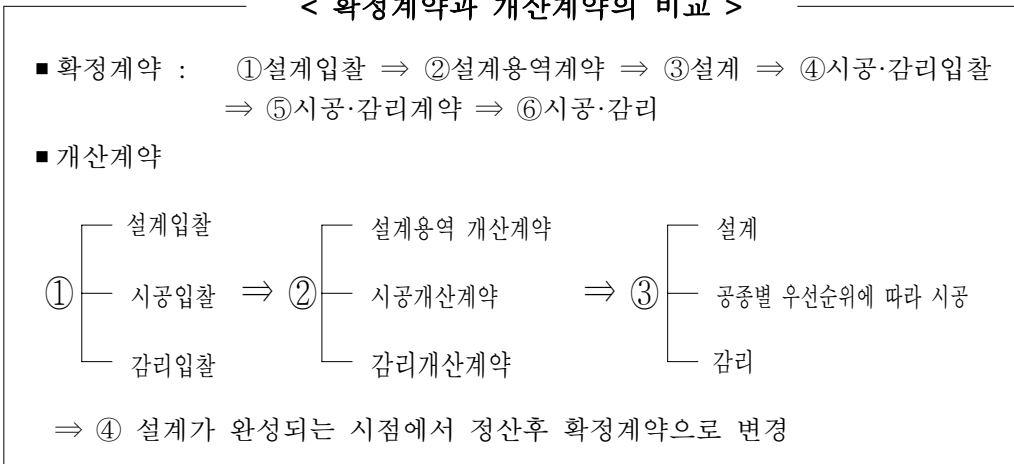 < 확정계약과 개산계약의 비교 >
■ 확정계약 : ①설계입찰 ⇒ ②설계용역계약 ⇒ ③설계 ⇒ ④시공·감리입찰
⇒ ⑤시공·감리계약 ⇒ ⑥시공·감리
■ 개산계약
설계입찰 설계용역 개산계약 설계
① 시공입찰 ⇒ ② 시공개산계약 ⇒ ③ 공종별 우선순위에 따라 시공
감리입찰 감리개산계약 감리
⇒ ④ 설계가 완성되는 시점에서 정산후 확정계약으로 변경